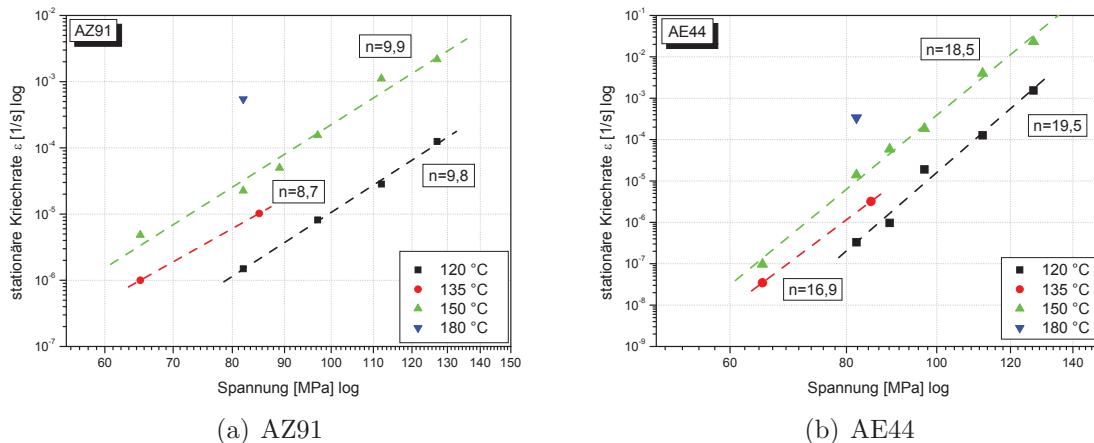 AZ91
n=9,9
n=8,7
n=9,8
stationäre Kriechrate ε [1/s] log
10^-2
10^-3
10^-4
10^-5
10^-6
10^-7
120 °C
135 °C
150 °C
180 °C
60 70 80 90 100 110 120 130 140 150
Spannung [MPa] log
(a) AZ91
AE44
n=18,5
n=19,5
n=16,9
stationäre Kriechrate ε [1/s] log
10^-1
10^-2
10^-3
10^-4
10^-5
10^-6
10^-7
10^-8
10^-9
120 °C
135 °C
150 °C
180 °C
60 80 100 120 140
Spannung [MPa] log
(b) AE44